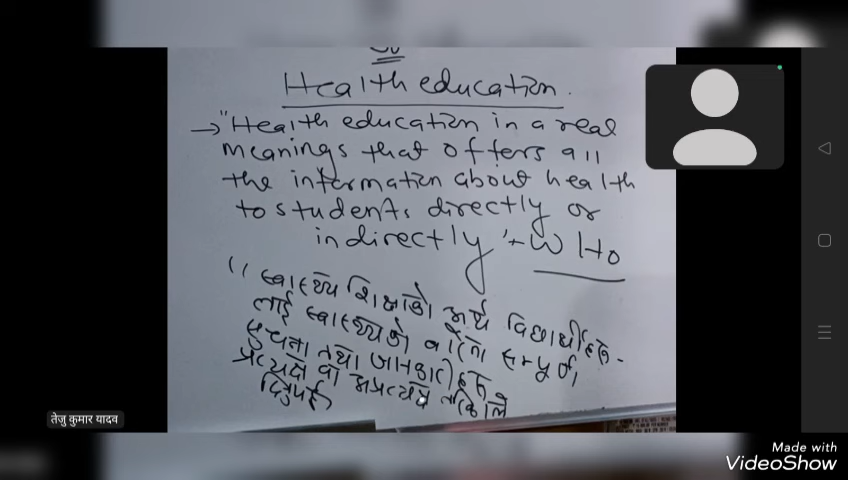 Health education.
→ "Health education in a real
meanings that offers all
the information about health
to students directly or
indirectly "- WHO
" स्वास्थ्य शिक्षाको अर्थ विद्यार्थीहरु-
लाई स्वास्थ्यको बारेमा सम्पूर्ण
सुचना तथा जानकारीहरु
प्रत्यक्ष वा अप्रत्यक्ष तरिकाले
दिनुपर्छ
तेजु कुमार यादव
Made with
VideoShow